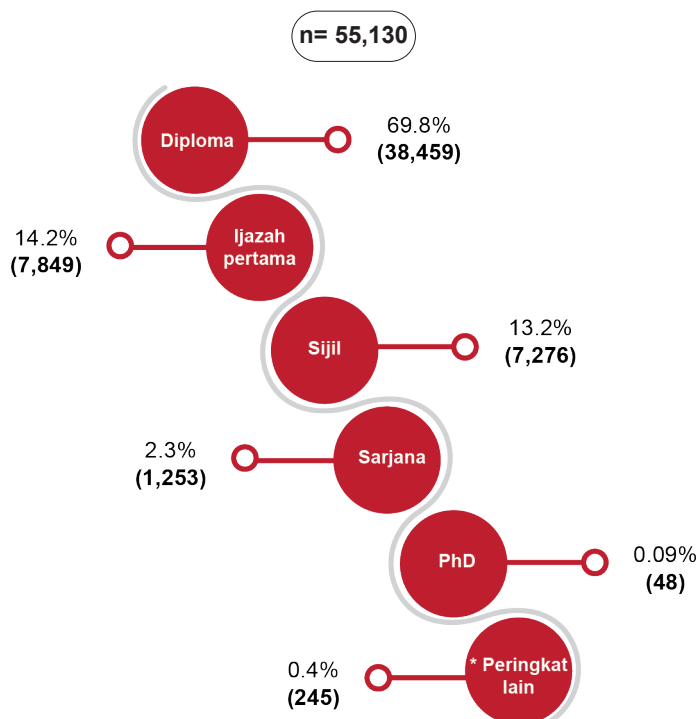 n= 55,130
Diploma
69.8%
(38,459)
14.2%
(7,849)
Ijazah
pertama
Sijil
13.2%
(7,276)
2.3%
(1,253)
Sarjana
PhD
0.09%
(48)
0.4%
(245)
* Peringkat
lain